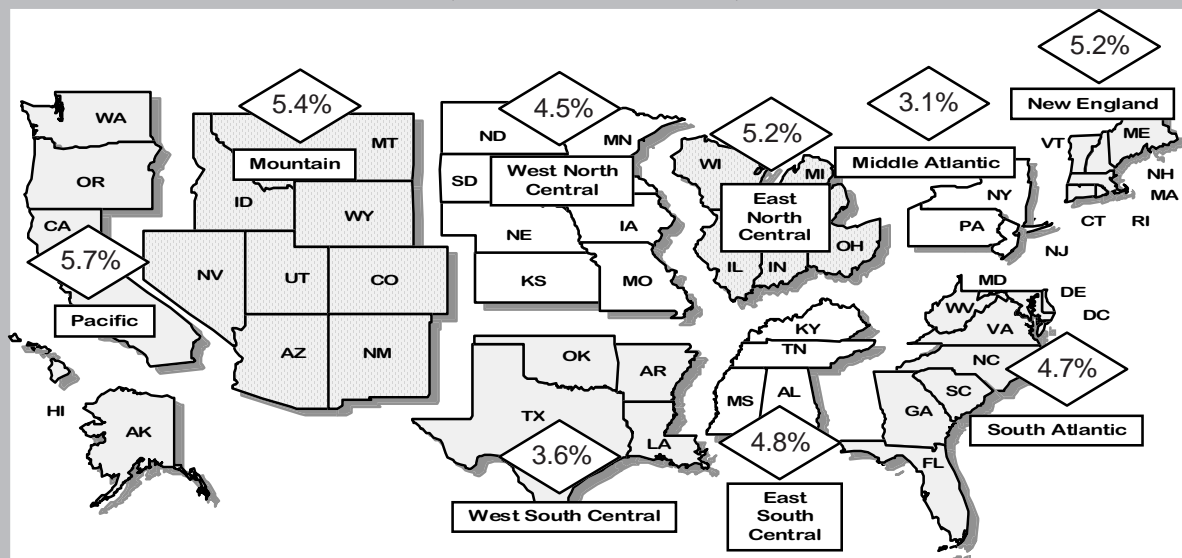 5.2%
New England
5.4%
Mountain
4.5%
West North
Central
5.2%
East
North
Central
3.1%
Middle Atlantic
5.7%
Pacific
3.6%
West South Central
4.8%
East
South
Central
4.7%
South Atlantic
WA
OR
CA
HI
AK
MT
ID
WY
NV
UT
CO
AZ
NM
ND
MN
SD
NE
IA
KS
MO
WI
MI
IL
IN
OH
NY
PA
NJ
VT
ME
NH
MA
CT
RI
OK
AR
TX
LA
KY
TN
MS
AL
MD
DE
DC
WV
VA
NC
SC
GA
FL